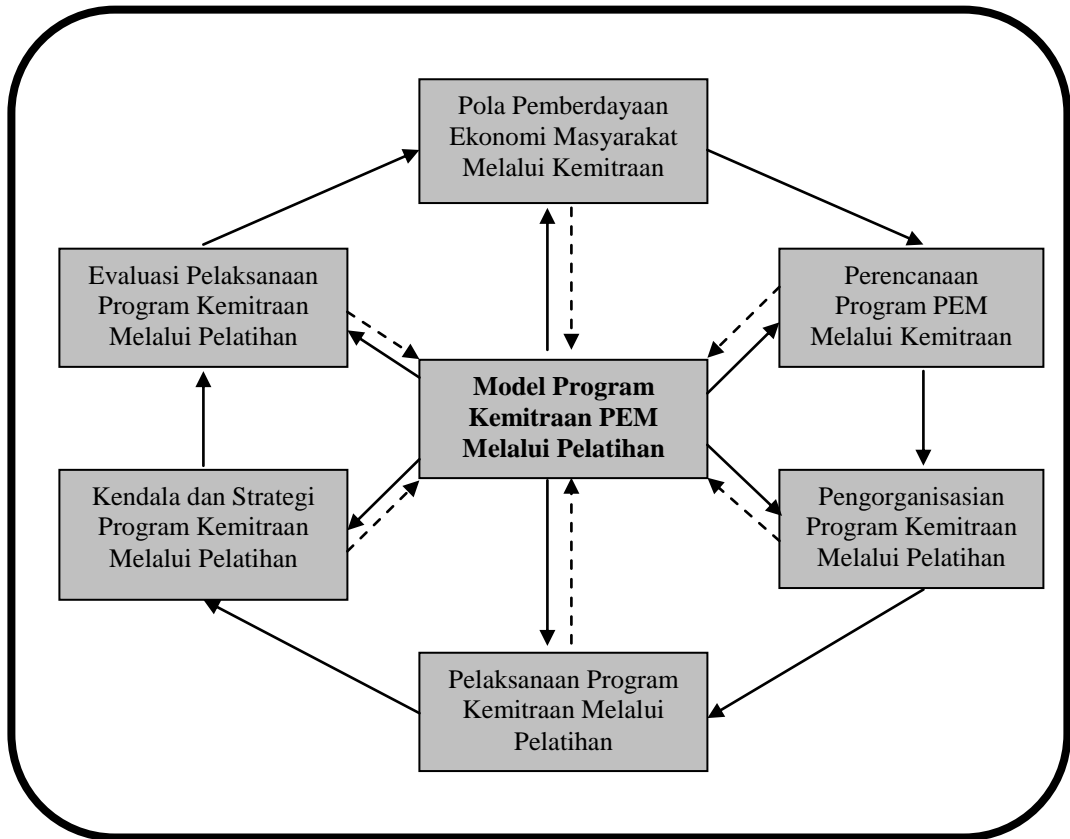 Pola Pemberdayaan
Ekonomi Masyarakat
Melalui Kemitraan
Evaluasi Pelaksanaan
Program Kemitraan
Melalui Pelatihan
Perencanaan
Program PEM
Melalui Kemitraan
Model Program
Kemitraan PEM
Melalui Pelatihan
Kendala dan Strategi
Program Kemitraan
Melalui Pelatihan
Pengorganisasian
Program Kemitraan
Melalui Pelatihan
Pelaksanaan Program
Kemitraan Melalui
Pelatihan